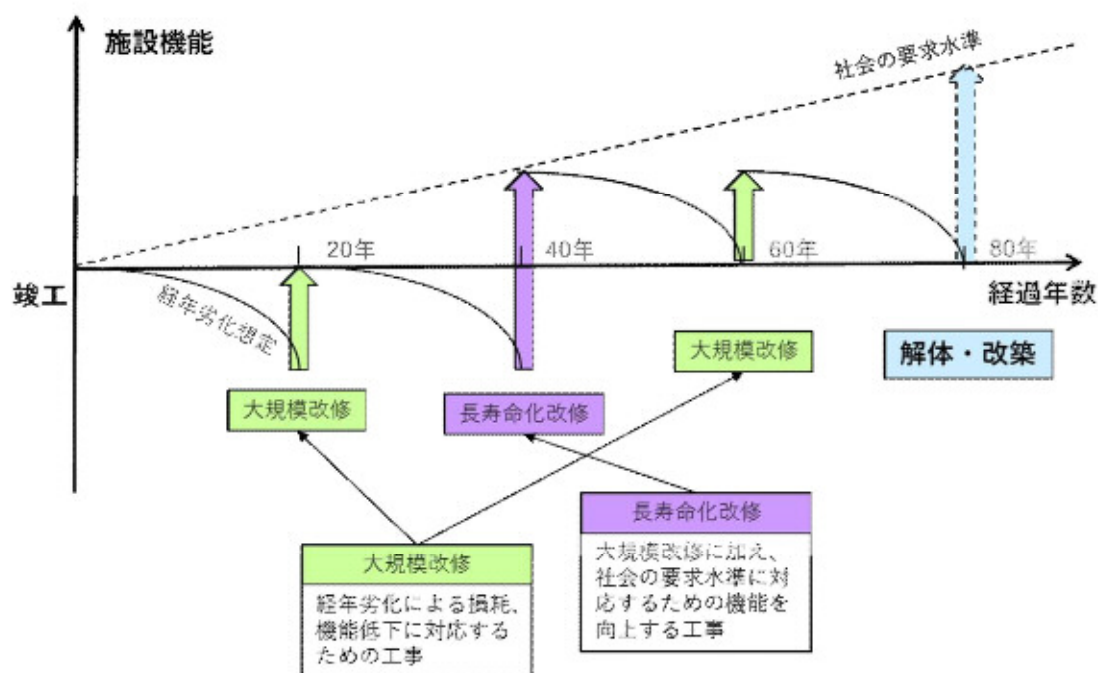 施設機能
社会の要求水準
20年
40年
60年
80年
竣工
経過年数
経年劣化想定
大規模改修
長寿命化改修
大規模改修
解体・改築
大規模改修
経年劣化による損耗、
機能低下に対応する
ための工事
長寿命化改修
大規模改修に加え、
社会の要求水準に対
応するための機能を
向上する工事